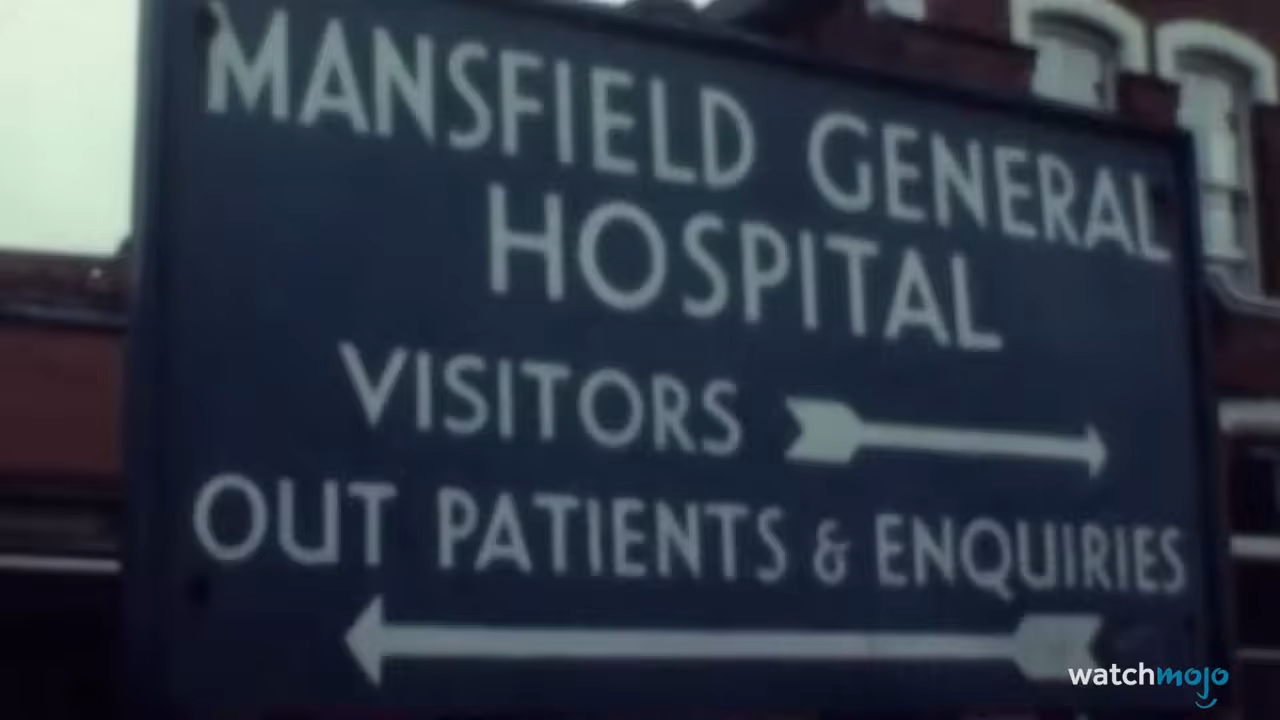 MANSFIELD GENERAL
HOSPITAL
VISITORS
OUT PATIENTS & ENQUIRIES
watchmojo